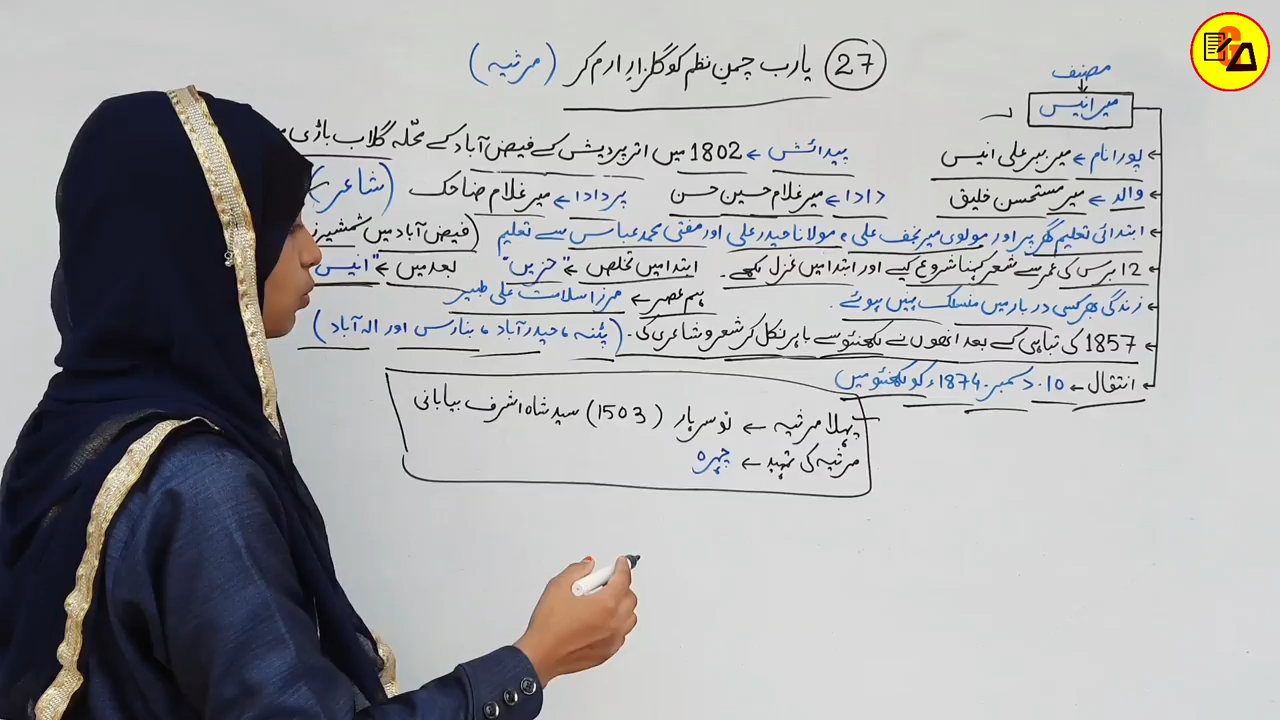 27 یارب چمنِ نظم کو گلزارِ ارم کر (مرثیہ)
مصنف
میر انیس
پورا نام ← میر ببر علی انیس پیدائش ← 1802 میں اتر پردیش کے فیض آباد کے محلّہ گلاب باڑی
والد ← میر مستحسن خلیق دادا ← میر غلام حسین حسن پردادا ← میر غلام ضاحک (شاعر)
ابتدائی تعلیم گھر پر اور مولوی میر نجف علی، مولانا حیدر علی اور مفتی محمد عباس سے تعلیم (فیض آباد میں شمشیر
12 برس کی عمر سے شعر کہنا شروع کیے اور ابتدا میں غزل لکھے۔ ابتدا میں تخلص ← "حزیں" بعد میں ← "انیس
زندگی بھر کسی دربار میں منسلک نہیں ہوئے۔ ہم عصر ← مرزا سلامت علی
1857 کی تباہی کے بعد انھوں نے لکھنئو سے باہر نکل کر شعر و شاعری کی۔ (پٹنہ، حیدرآباد، بنارس اور الہ آباد)
انتقال ← 10 دسمبر 1874ء کو لکھنئو میں
پہلا مرثیہ ← نوسرہار (1503) سید شاہ اشرف بیابانی
مرثیہ کی تمہید ← چہرہ